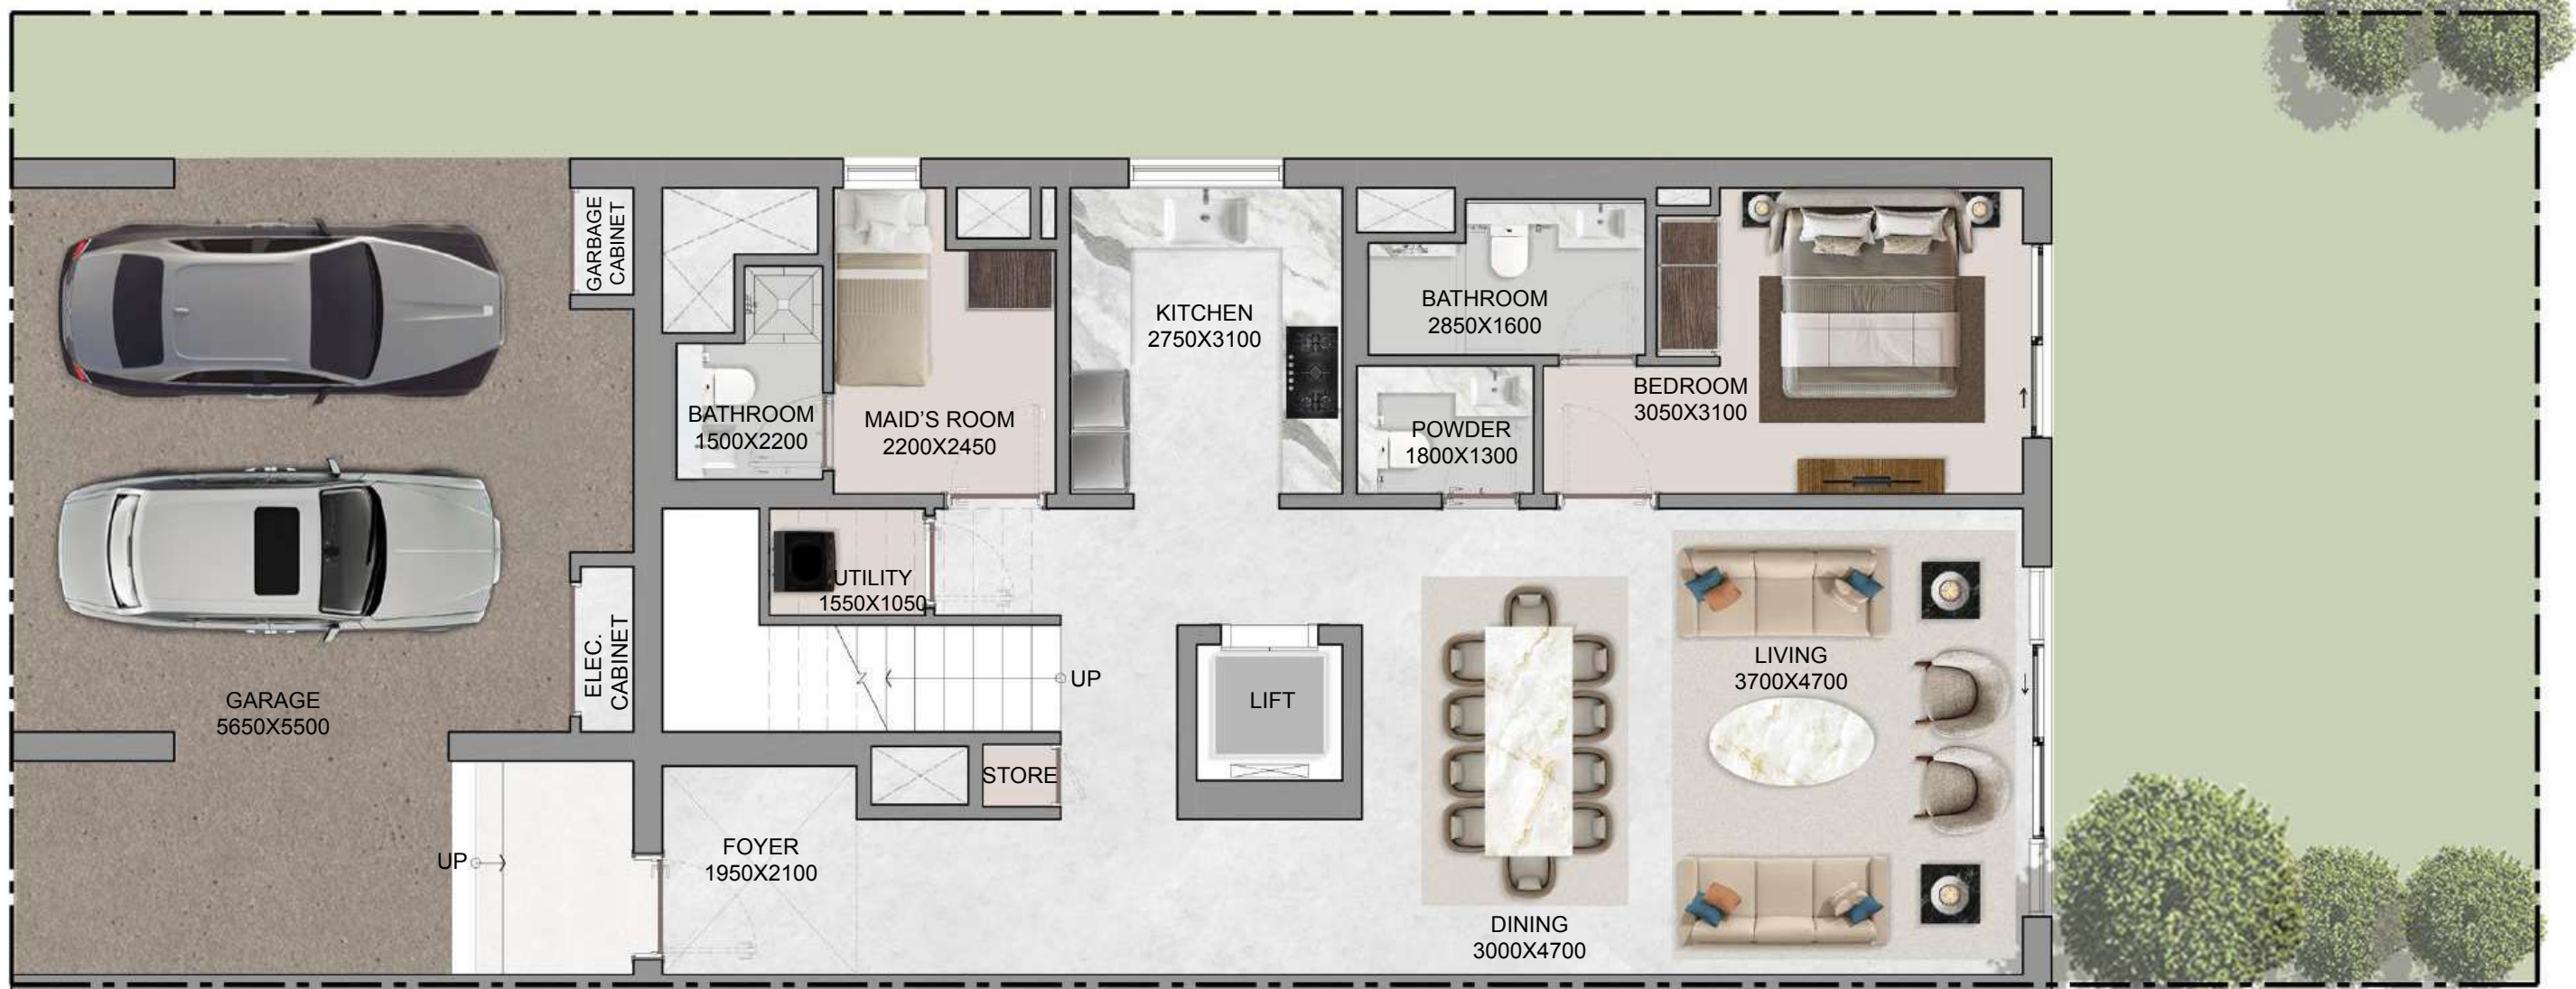 GARBAGE
CABINET
KITCHEN
2750X3100
BATHROOM
2850X1600
BEDROOM
3050X3100
BATHROOM
1500X2200
MAID'S ROOM
2200X2450
POWDER
1800X1300
UTILITY
1550X1050
ELEC.
CABINET
GARAGE
5650X5500
UP
LIFT
LIVING
3700X4700
STORE
UP
FOYER
1950X2100
DINING
3000X4700